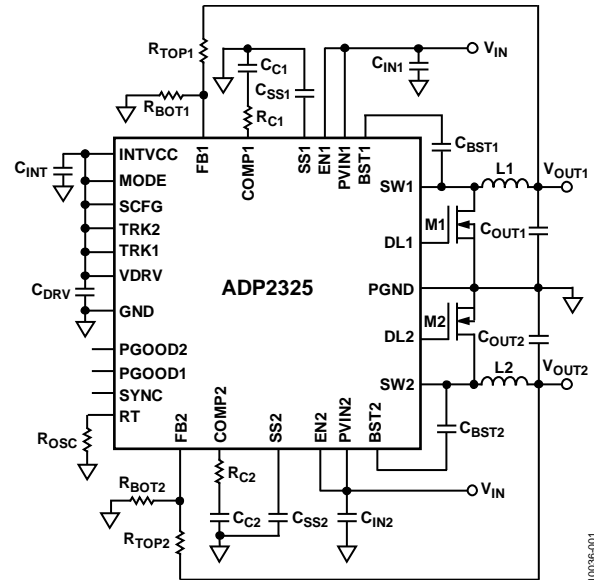 RTOP1
CC1
CSS1
CIN1
VIN
RBOT1
RC1
CBST1
FB1
COMP1
SS1
EN1
PVIN1
BST1
CINT
INTVCC
MODE
SCFG
TRK2
TRK1
VDRV
CDRV
GND
PGOOD2
PGOOD1
SYNC
RT
ROSC
ADP2325
SW1
L1
VOUT1
M1
DL1
COUT1
PGND
M2
DL2
COUT2
L2
VOUT2
SW2
FB2
COMP2
SS2
EN2
PVIN2
BST2
CBST2
RC2
RBOT2
CC2
CSS2
CIN2
VIN
RTOP2
10036-001